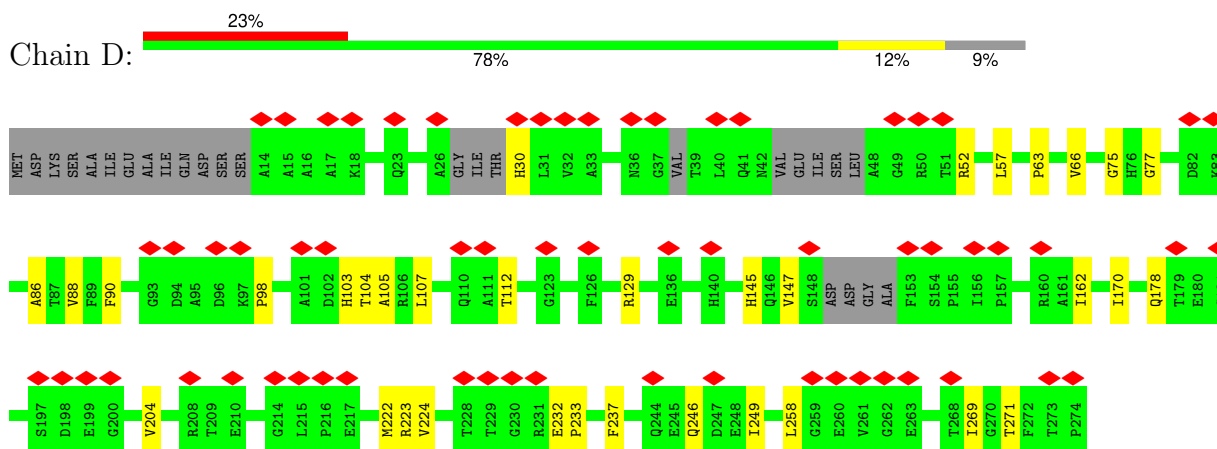 23%
Chain D:
78% 12% 9%
MET ASP LYS SER ALA ILE GLU ALA ILE GLN ASP SER SER A14 A15 A16 A17 K18 Q23 A26 GLY ILE THR H30 L31 V32 A33 N36 G37 VAL T39 L40 Q41 N42 VAL GLU ILE SER LEU A48 G49 R50 T51 R52 L57 P63 V66 G75 H76 G77 D82 K83
A86 T87 V88 F89 F90 G93 D94 A95 D96 K97 P98 A101 D102 H103 T104 A105 R106 L107 Q110 A111 T112 G123 F126 R129 E136 H140 H145 Q146 V147 S148 ASP ASP GLY ALA F153 S154 P155 I156 P157 R160 A161 I162 I170 Q178 T179 E180
S197 D198 E199 G200 V204 R208 T209 E210 G214 L215 P216 E217 M222 R223 V224 T228 T229 G230 R231 E232 P233 F237 Q244 E245 Q246 D247 E248 I249 L258 G259 E260 V261 G262 E263 T268 I269 G270 T271 F272 T273 P274